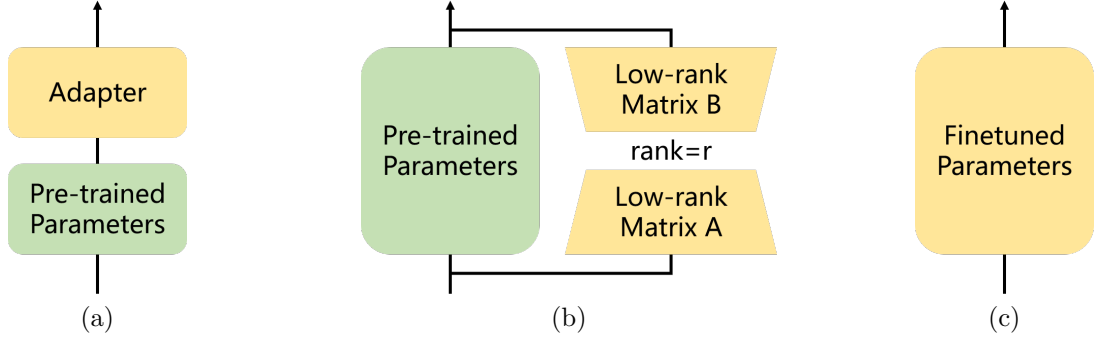 Adapter
Pre-trained
Parameters
(a)
Pre-trained
Parameters
Low-rank
Matrix B
rank=r
Low-rank
Matrix A
(b)
Finetuned
Parameters
(c)